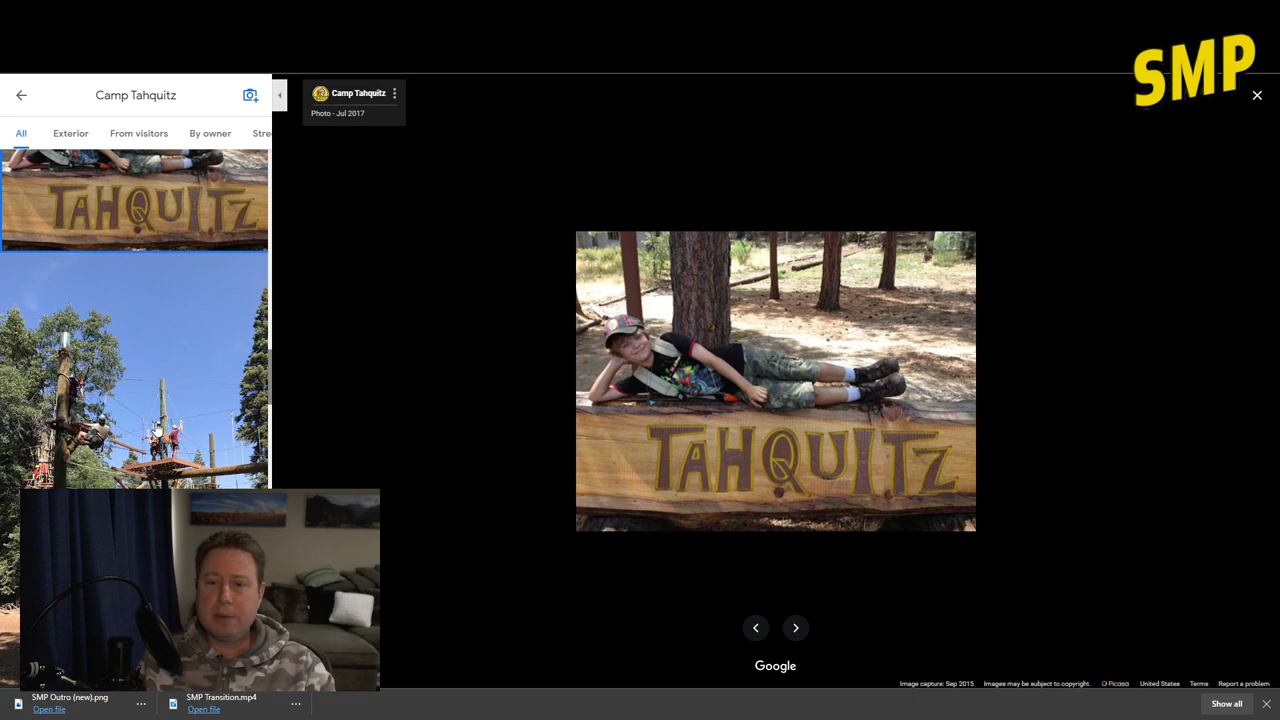 SMP
Camp Tahquitz
Camp Tahquitz
Photo - Jul 2017
All Exterior From visitors By owner Stre
TAHQUITZ
TAHQUITZ
Google
Image capture: Sep 2015 Images may be subject to copyright. Picasa United States Terms Report a problem
SMP Outro (new).png
Open file
SMP Transition.mp4
Open file
Show all